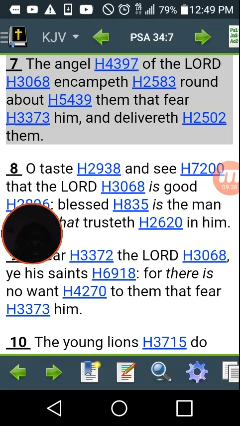 79% 12:49 PM
KJV PSA 34:7
7 The angel H4397 of the LORD
H3068 encampeth H2583 round
about H5439 them that fear
H3373 him, and delivereth H2502
them.
8 O taste H2938 and see H7200
that the LORD H3068 is good
H2896: blessed H835 is the man
that trusteth H2620 in him.
H3372 the LORD H3068,
ye his saints H6918: for there is
no want H4270 to them that fear
H3373 him.
10 The young lions H3715 do